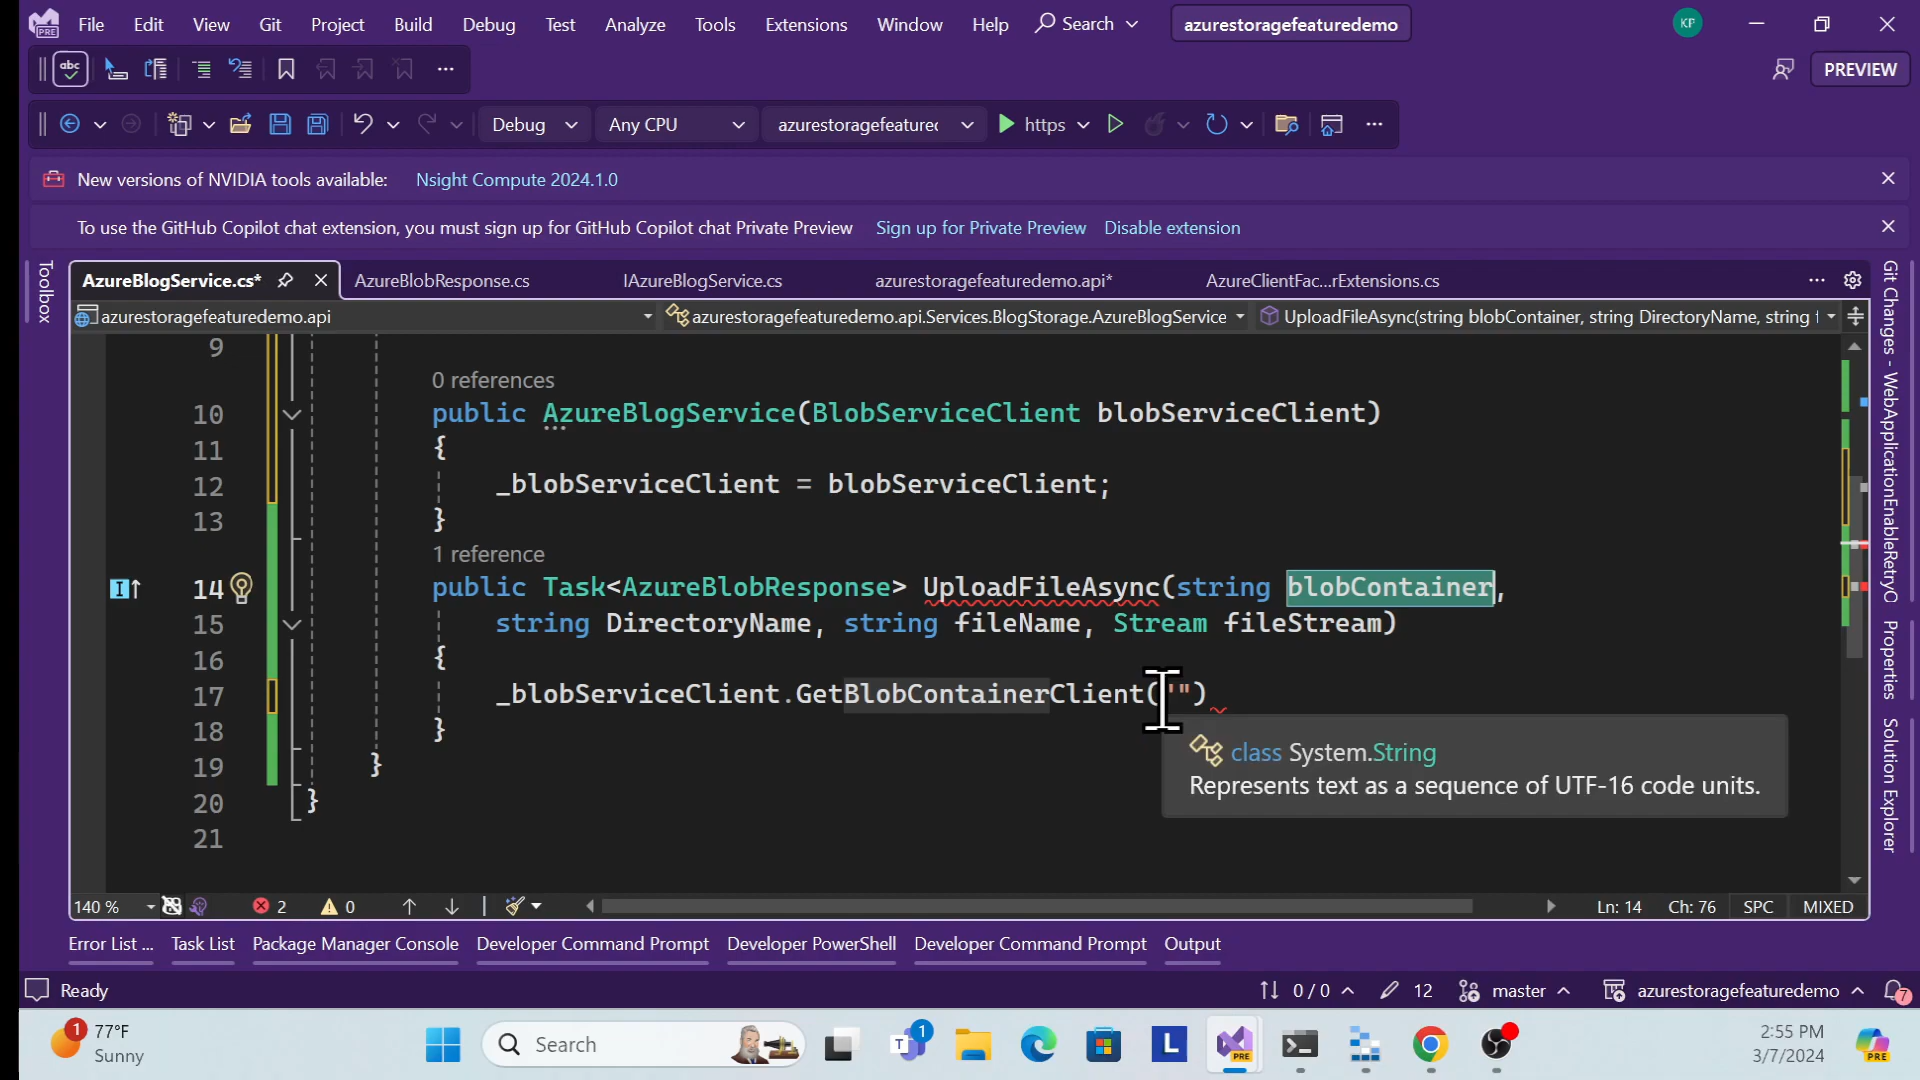 PRE File Edit View Git Project Build Debug Test Analyze Tools Extensions Window Help Search azurestoragefeaturedemo KP
abc PREVIEW
Debug Any CPU azurestoragefeature https
New versions of NVIDIA tools available: Nsight Compute 2024.1.0
To use the GitHub Copilot chat extension, you must sign up for GitHub Copilot chat Private Preview Sign up for Private Preview Disable extension
Toolbox
AzureBlogService.cs* AzureBlobResponse.cs IAzureBlogService.cs azurestoragefeaturedemo.api* AzureClientFac...rExtensions.cs
azurestoragefeaturedemo.api azurestoragefeaturedemo.api.Services.BlogStorage.AzureBlogService UploadFileAsync(string blobContainer, string DirectoryName, string f
9
0 references
10 public AzureBlogService(BlobServiceClient blobServiceClient)
11 {
12 _blobServiceClient = blobServiceClient;
13 }
1 reference
14 public Task<AzureBlobResponse> UploadFileAsync(string blobContainer,
15 string DirectoryName, string fileName, Stream fileStream)
16 {
17 _blobServiceClient.GetBlobContainerClient("")
18 }
19 }
20 }
21
class System.String
Represents text as a sequence of UTF-16 code units.
Git Changes - WebApplicationEnableRetryC
Properties
Solution Explorer
140 % 2 0 Ln: 14 Ch: 76 SPC MIXED
Error List ... Task List Package Manager Console Developer Command Prompt Developer PowerShell Developer Command Prompt Output
Ready 0 / 0 12 master azurestoragefeaturedemo 7
1 77°F
Sunny
Search
T 1
L
PRE
2:55 PM
3/7/2024
PRE